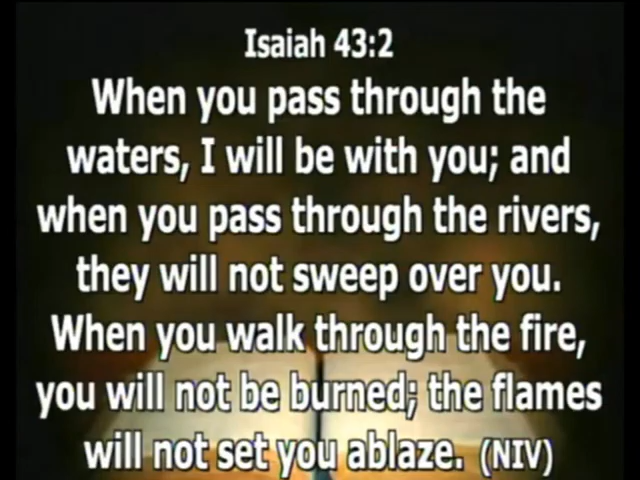 Isaiah 43:2
When you pass through the
waters, I will be with you; and
when you pass through the rivers,
they will not sweep over you.
When you walk through the fire,
you will not be burned; the flames
will not set you ablaze. (NIV)